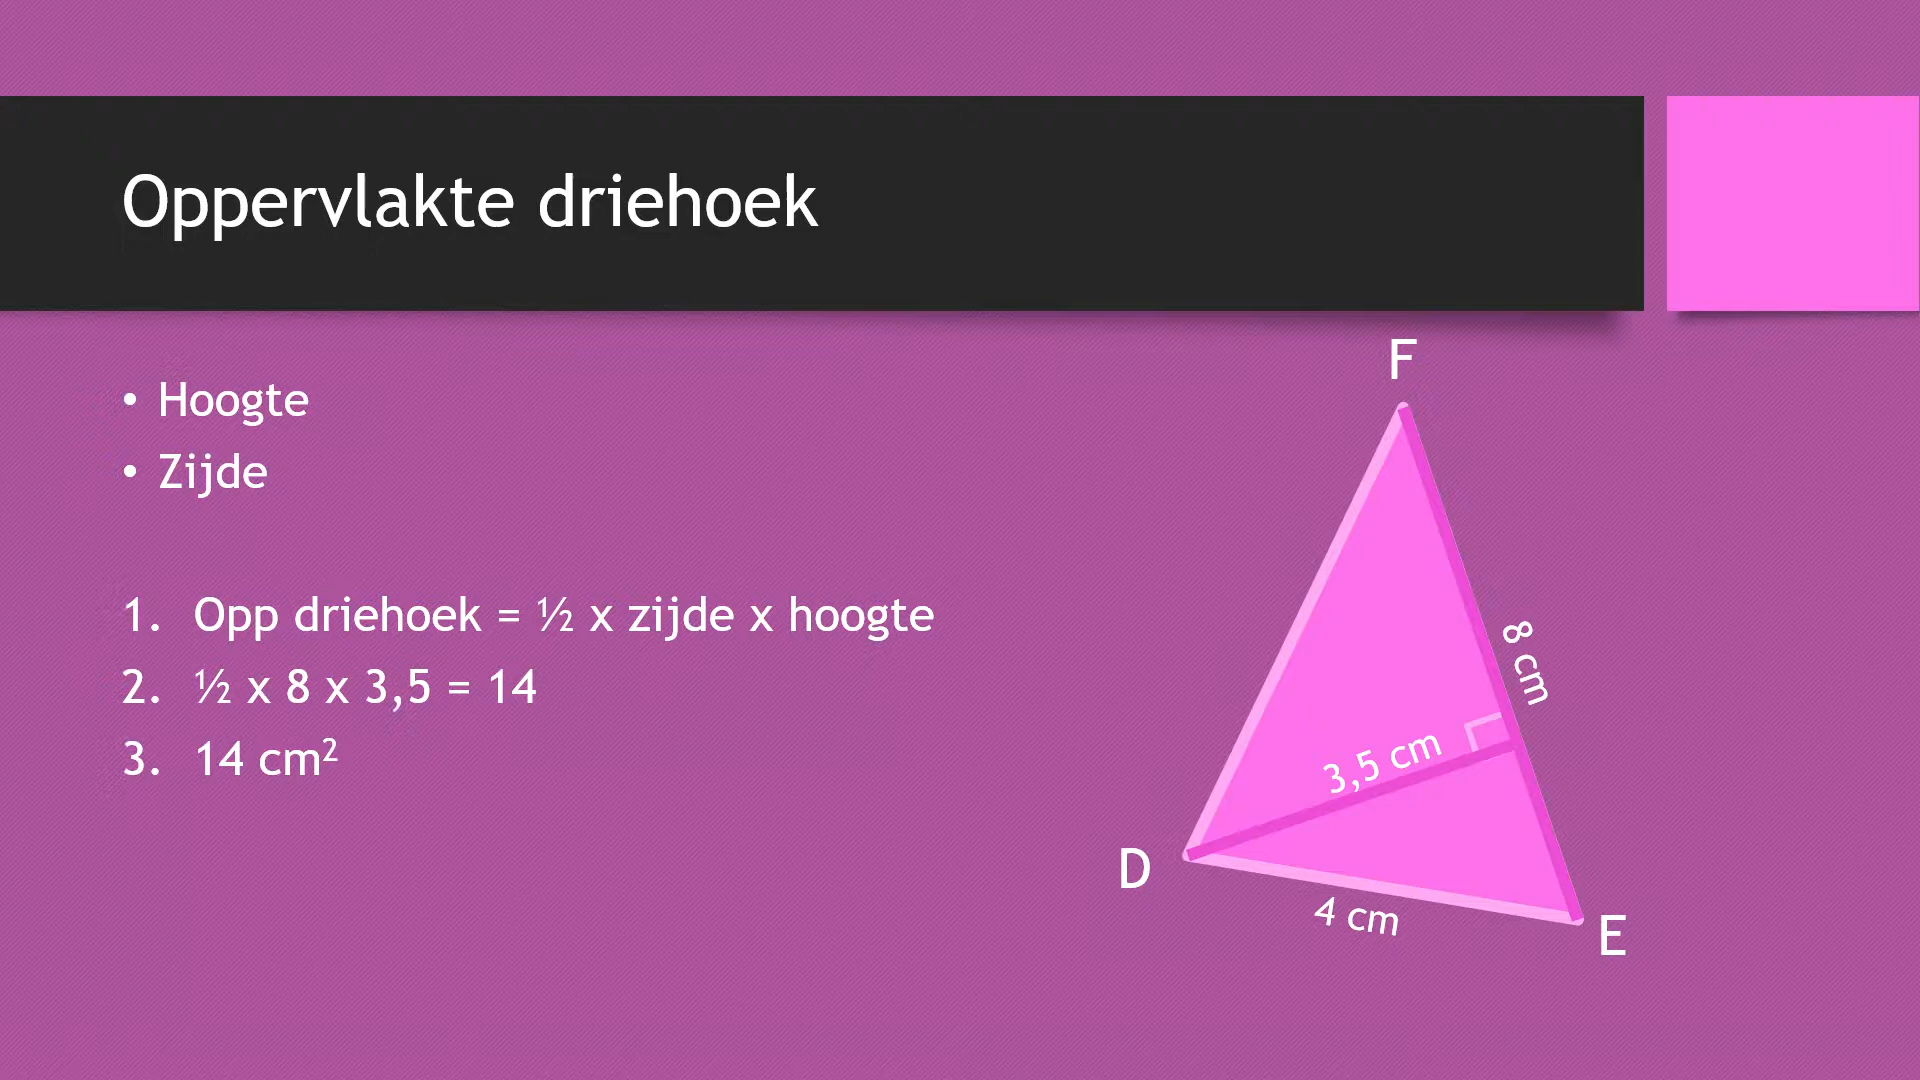 Oppervlakte driehoek
• Hoogte
• Zijde
1. Opp driehoek = ½ x zijde x hoogte
2. ½ x 8 x 3,5 = 14
3. 14 cm²
F
8 cm
3,5 cm
D
4 cm
E